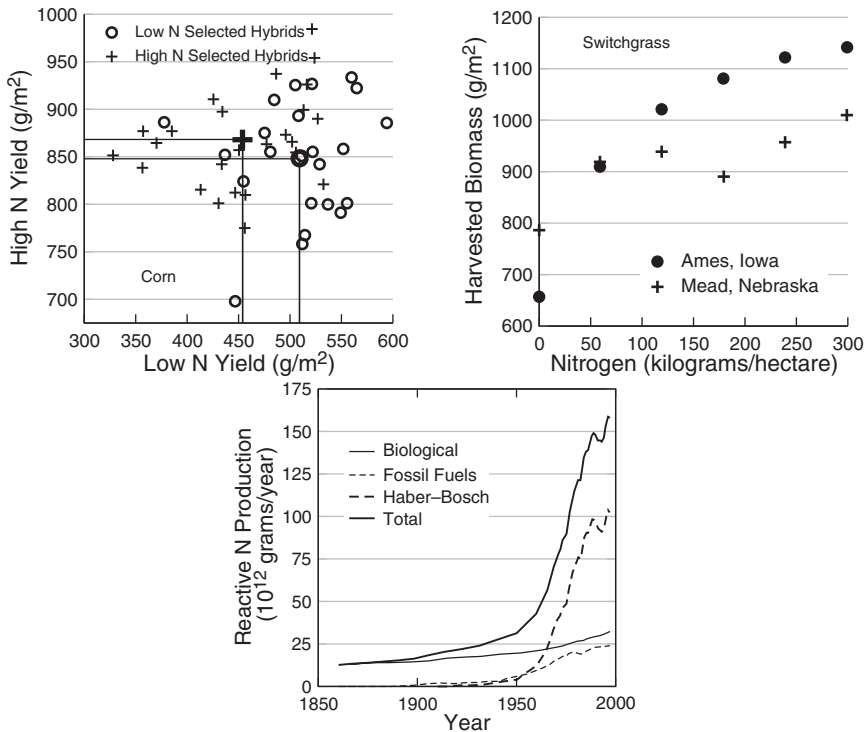 1000
950
900
850
800
750
700
High N Yield (g/m²)
Low N Selected Hybrids
High N Selected Hybrids
Corn
300 350 400 450 500 550 600
Low N Yield (g/m²)
1200
1100
1000
900
800
700
600
Harvested Biomass (g/m²)
Switchgrass
Ames, Iowa
Mead, Nebraska
0 50 100 150 200 250 300
Nitrogen (kilograms/hectare)
175
150
125
100
75
50
25
0
Reactive N Production
(10¹² grams/year)
Biological
Fossil Fuels
Haber–Bosch
Total
1850 1900 1950 2000
Year